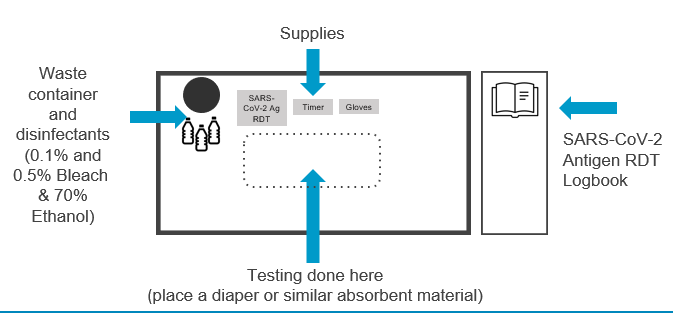 Supplies
Waste
container
and
disinfectants
(0.1% and
0.5% Bleach
& 70%
Ethanol)
SARS-
CoV-2 Ag
RDT
Timer
Gloves
SARS-CoV-2
Antigen RDT
Logbook
Testing done here
(place a diaper or similar absorbent material)